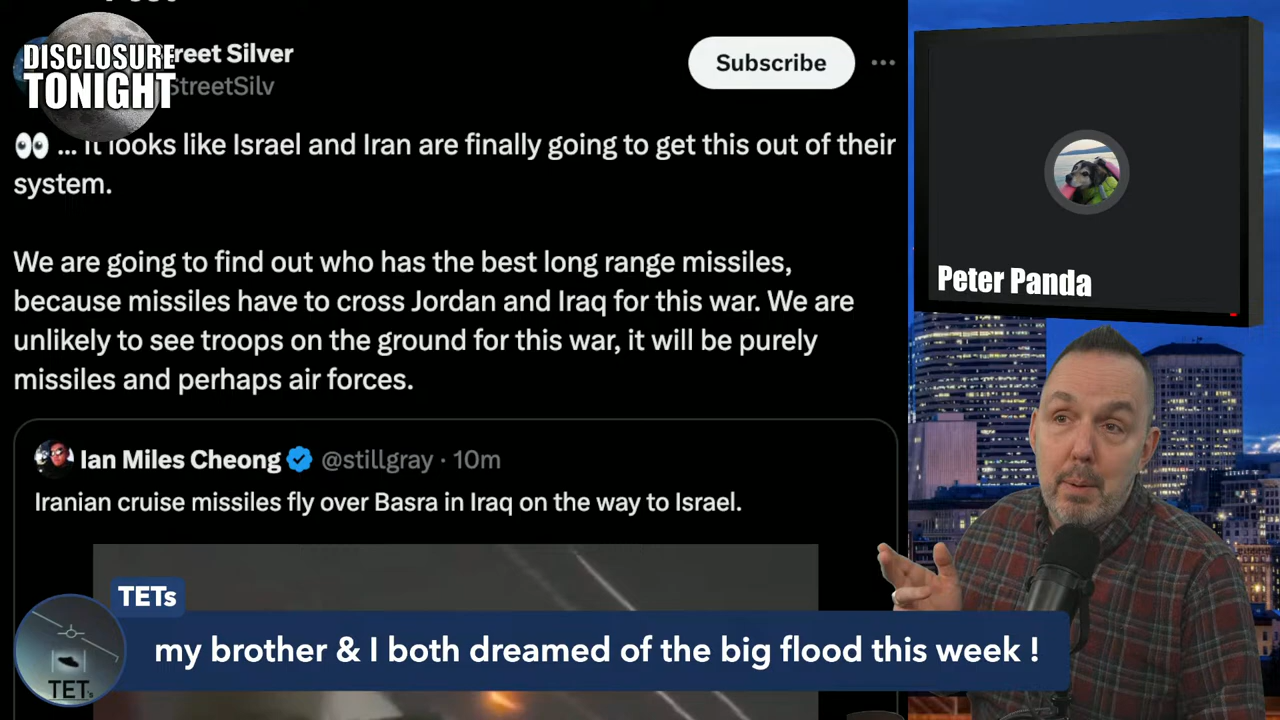 DISCLOSURE
TONIGHT
reet Silver
StreetSilv
Subscribe
... It looks like Israel and Iran are finally going to get this out of their
system.
We are going to find out who has the best long range missiles,
because missiles have to cross Jordan and Iraq for this war. We are
unlikely to see troops on the ground for this war, it will be purely
missiles and perhaps air forces.
Ian Miles Cheong @stillgray · 10m
Iranian cruise missiles fly over Basra in Iraq on the way to Israel.
Peter Panda
TETs
my brother & I both dreamed of the big flood this week !
TET's